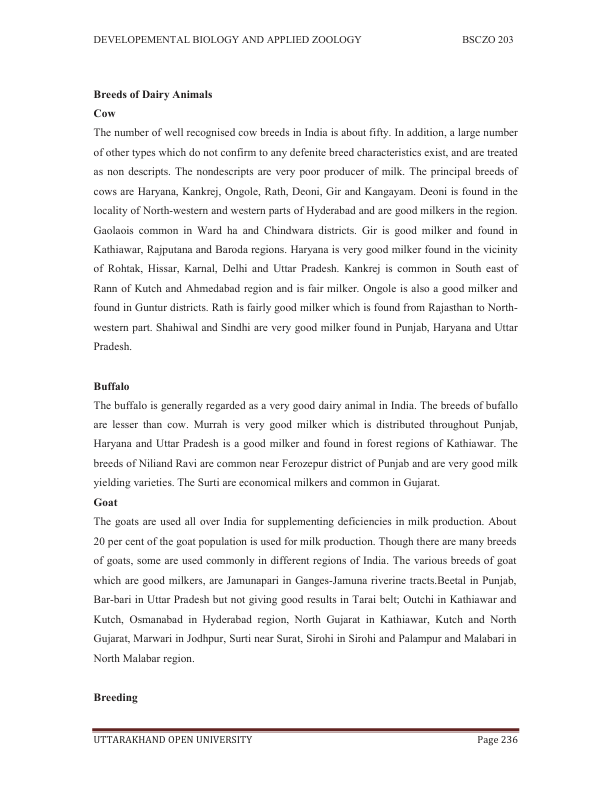 DEVELOPEMENTAL BIOLOGY AND APPLIED ZOOLOGY BSCZO 203
Breeds of Dairy Animals
Cow
The number of well recognised cow breeds in India is about fifty. In addition, a large number
of other types which do not confirm to any defenite breed characteristics exist, and are treated
as non descripts. The nondescripts are very poor producer of milk. The principal breeds of
cows are Haryana, Kankrej, Ongole, Rath, Deoni, Gir and Kangayam. Deoni is found in the
locality of North-western and western parts of Hyderabad and are good milkers in the region.
Gaolaois common in Ward ha and Chindwara districts. Gir is good milker and found in
Kathiawar, Rajputana and Baroda regions. Haryana is very good milker found in the vicinity
of Rohtak, Hissar, Karnal, Delhi and Uttar Pradesh. Kankrej is common in South east of
Rann of Kutch and Ahmedabad region and is fair milker. Ongole is also a good milker and
found in Guntur districts. Rath is fairly good milker which is found from Rajasthan to North-
western part. Shahiwal and Sindhi are very good milker found in Punjab, Haryana and Uttar
Pradesh.
Buffalo
The buffalo is generally regarded as a very good dairy animal in India. The breeds of bufallo
are lesser than cow. Murrah is very good milker which is distributed throughout Punjab,
Haryana and Uttar Pradesh is a good milker and found in forest regions of Kathiawar. The
breeds of Niliand Ravi are common near Ferozepur district of Punjab and are very good milk
yielding varieties. The Surti are economical milkers and common in Gujarat.
Goat
The goats are used all over India for supplementing deficiencies in milk production. About
20 per cent of the goat population is used for milk production. Though there are many breeds
of goats, some are used commonly in different regions of India. The various breeds of goat
which are good milkers, are Jamunapari in Ganges-Jamuna riverine tracts.Beetal in Punjab,
Bar-bari in Uttar Pradesh but not giving good results in Tarai belt; Outchi in Kathiawar and
Kutch, Osmanabad in Hyderabad region, North Gujarat in Kathiawar, Kutch and North
Gujarat, Marwari in Jodhpur, Surti near Surat, Sirohi in Sirohi and Palampur and Malabari in
North Malabar region.
Breeding
UTTARAKHAND OPEN UNIVERSITY Page 236